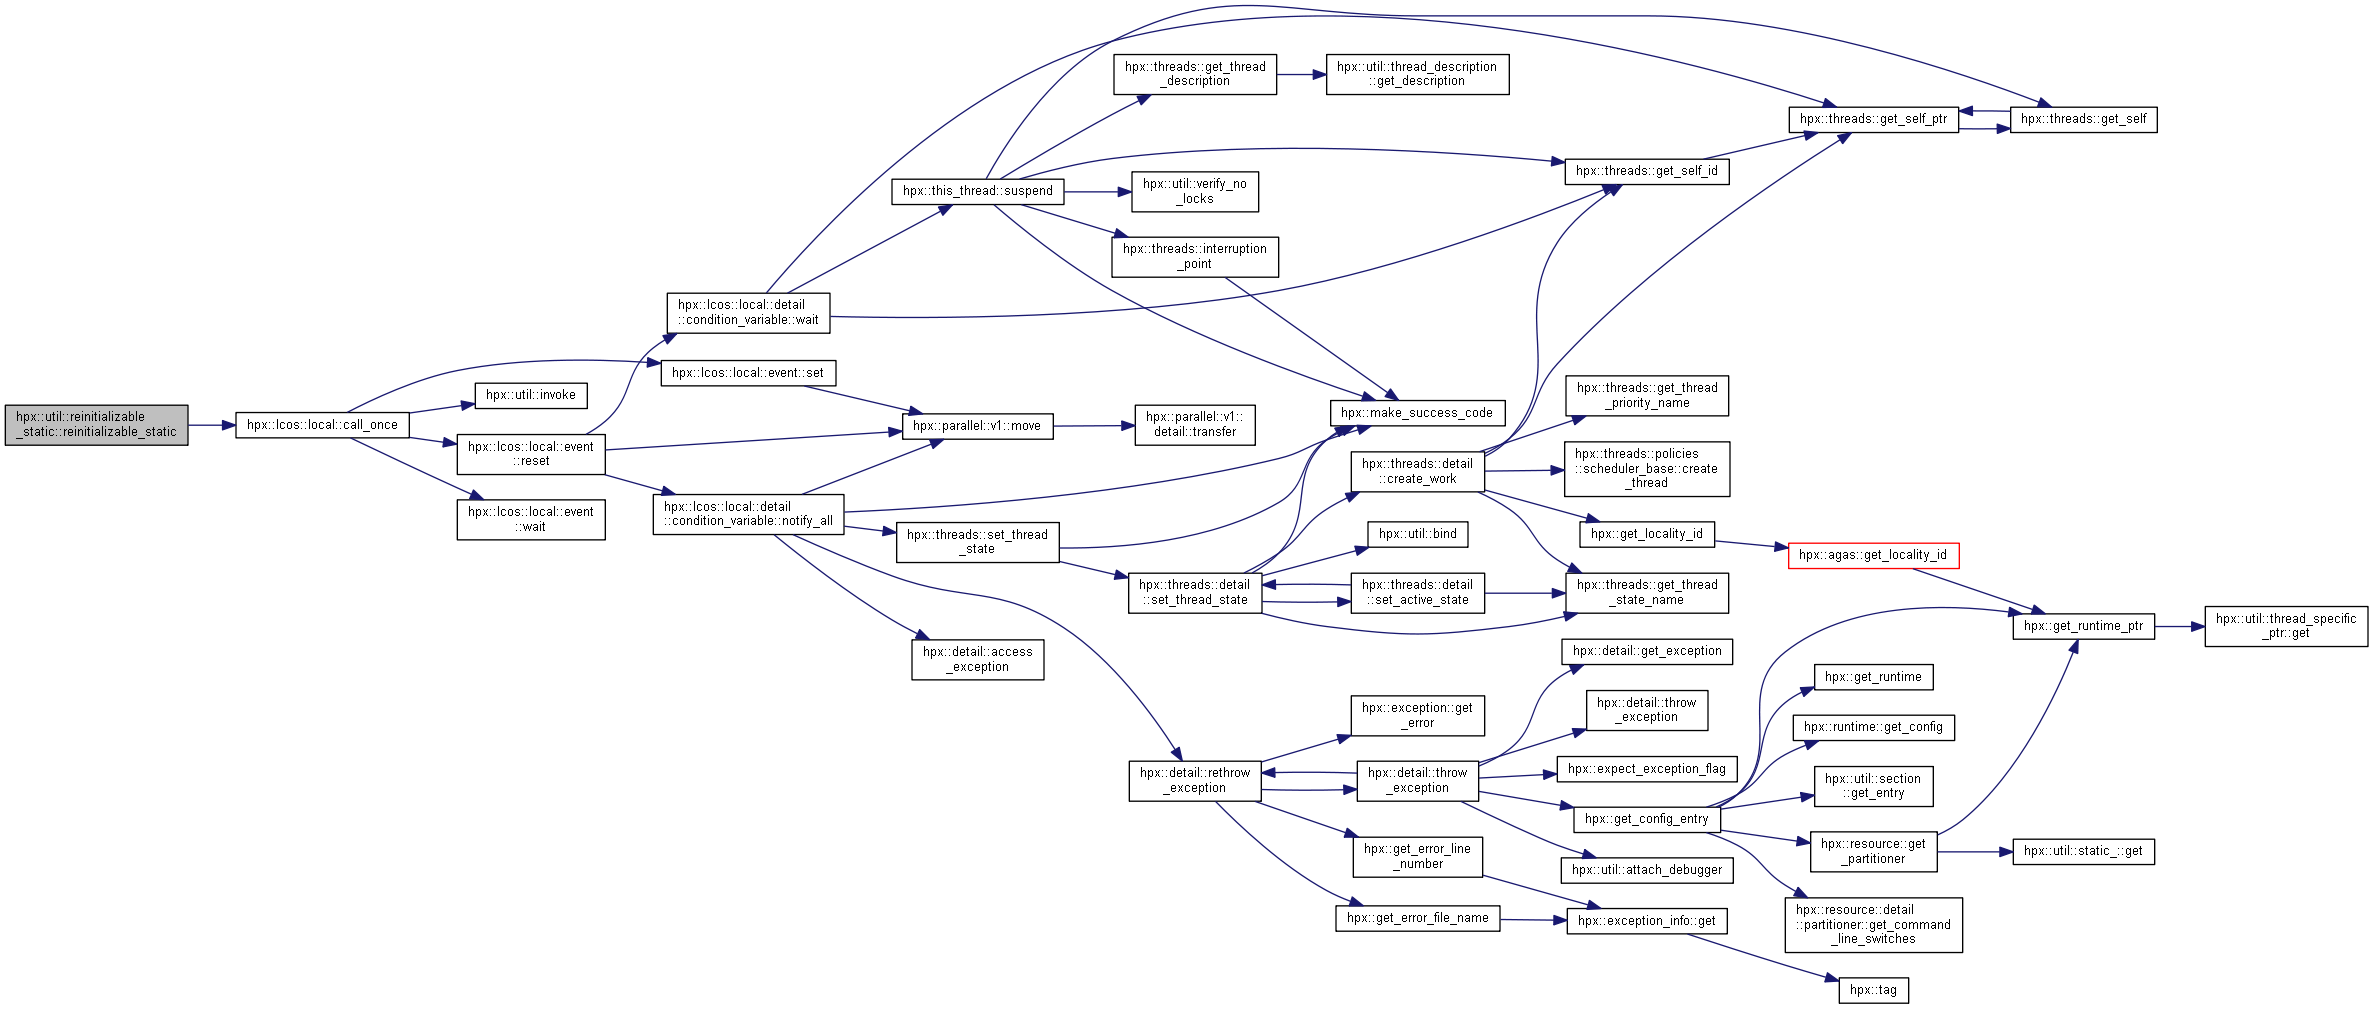 hpx::util::reinitializable
_static::reinitializable_static
hpx::lcos::local::call_once
hpx::lcos::local::event::set
hpx::util::invoke
hpx::lcos::local::event
::reset
hpx::lcos::local::event
::wait
hpx::lcos::local::detail
::condition_variable::wait
hpx::lcos::local::detail
::condition_variable::notify_all
hpx::this_thread::suspend
hpx::parallel::v1::move
hpx::threads::set_thread
_state
hpx::detail::access
_exception
hpx::threads::get_thread
_description
hpx::util::verify_no
_locks
hpx::threads::interruption
_point
hpx::parallel::v1::
detail::transfer
hpx::threads::detail
::set_thread_state
hpx::detail::rethrow
_exception
hpx::util::thread_description
::get_description
hpx::make_success_code
hpx::threads::detail
::create_work
hpx::util::bind
hpx::threads::detail
::set_active_state
hpx::exception::get
_error
hpx::detail::throw
_exception
hpx::get_error_line
_number
hpx::get_error_file_name
hpx::threads::get_self_id
hpx::threads::get_thread
_priority_name
hpx::threads::policies
::scheduler_base::create
_thread
hpx::get_locality_id
hpx::threads::get_thread
_state_name
hpx::detail::get_exception
hpx::detail::throw
_exception
hpx::expect_exception_flag
hpx::get_config_entry
hpx::util::attach_debugger
hpx::exception_info::get
hpx::threads::get_self_ptr
hpx::agas::get_locality_id
hpx::get_runtime
hpx::runtime::get_config
hpx::util::section
::get_entry
hpx::resource::get
_partitioner
hpx::resource::detail
::partitioner::get_command
_line_switches
hpx::tag
hpx::threads::get_self
hpx::get_runtime_ptr
hpx::util::static_::get
hpx::util::thread_specific
_ptr::get